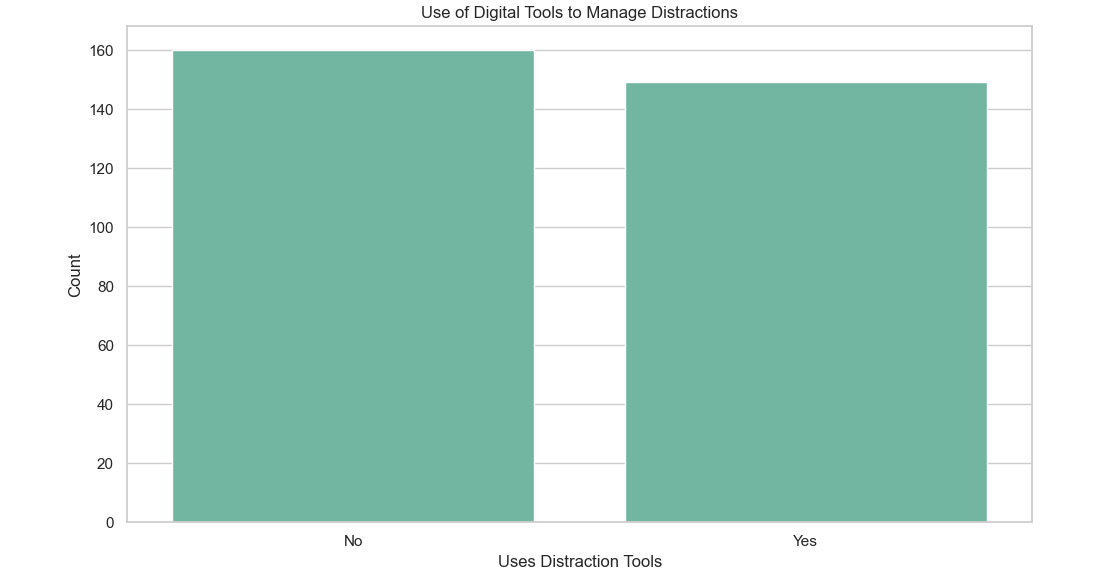 Use of Digital Tools to Manage Distractions
160
140
120
100
80
60
40
20
0
Count
No
Yes
Uses Distraction Tools